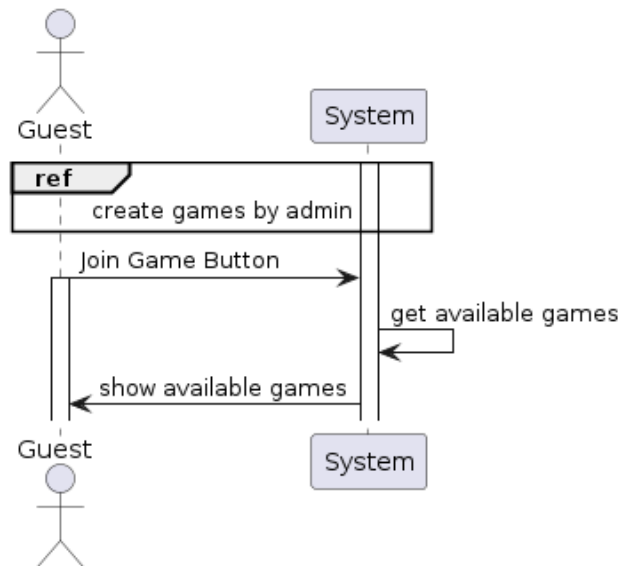 Guest
System
ref
create games by admin
Join Game Button
get available games
show available games
Guest
System